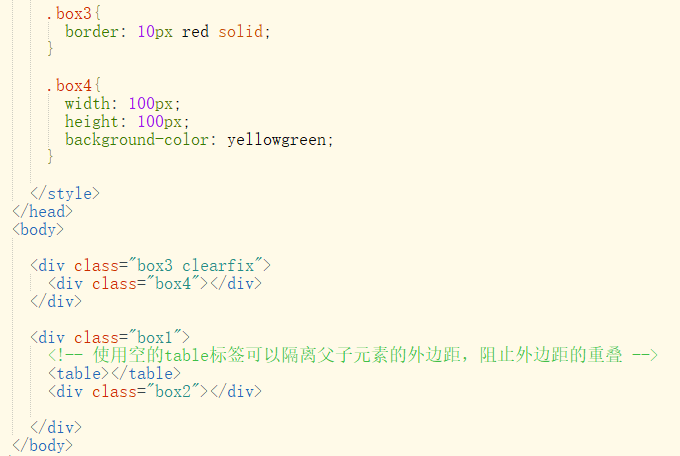 .box3{
border: 10px red solid;
}
.box4{
width: 100px;
height: 100px;
background-color: yellowgreen;
}
</style>
</head>
<body>
<div class="box3 clearfix">
<div class="box4"></div>
</div>
<div class="box1">
<!-- 使用空的table标签可以隔离父子元素的外边距，阻止外边距的重叠 -->
<table></table>
<div class="box2"></div>
</div>
</body>